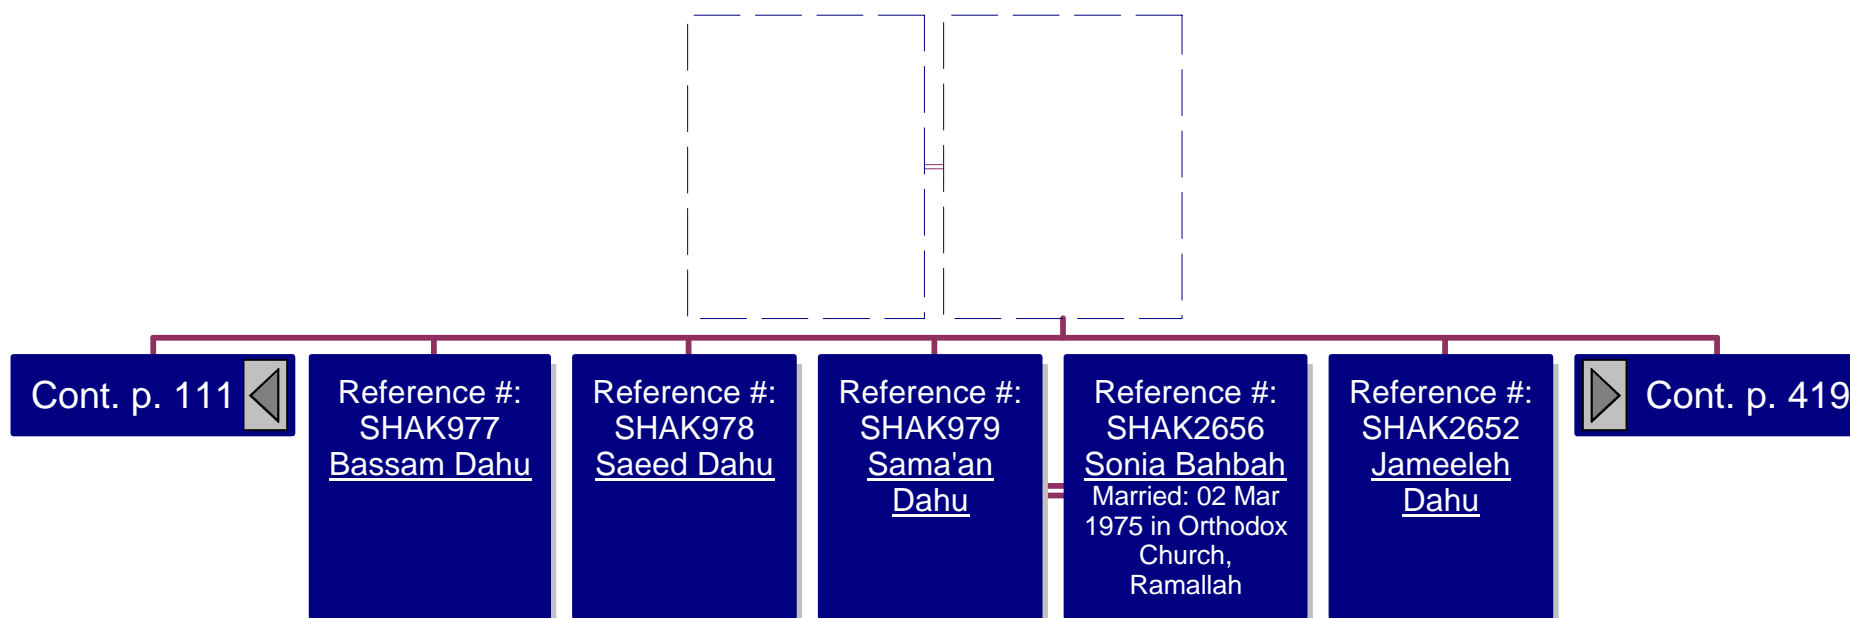 Cont. p. 111
Reference #:
SHAK977
Bassam Dahu
Reference #:
SHAK978
Saeed Dahu
Reference #:
SHAK979
Sama'an
Dahu
Reference #:
SHAK2656
Sonia Bahbah
Married: 02 Mar
1975 in Orthodox
Church,
Ramallah
Reference #:
SHAK2652
Jameeleh
Dahu
Cont. p. 419